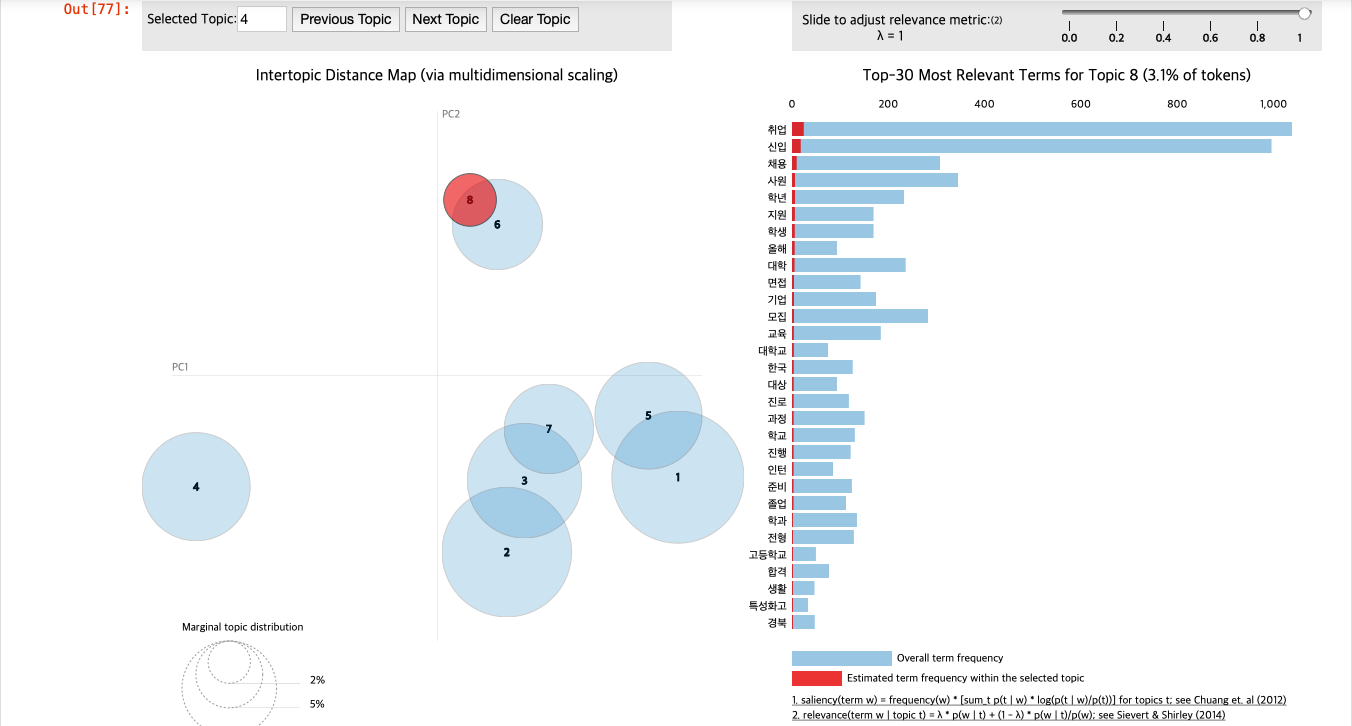 Out[77]:
Selected Topic: 4 Previous Topic Next Topic Clear Topic
Slide to adjust relevance metric:(2)
λ = 1
0.0 0.2 0.4 0.6 0.8 1
Intertopic Distance Map (via multidimensional scaling)
PC2
PC1
8
6
7
5
3
1
4
2
Marginal topic distribution
2%
5%
Top-30 Most Relevant Terms for Topic 8 (3.1% of tokens)
0 200 400 600 800 1,000
취업
신입
채용
사원
학년
지원
학생
올해
대학
면접
기업
모집
교육
대학교
한국
대상
진로
과정
학교
진행
인턴
준비
졸업
학과
전형
고등학교
합격
생활
특성화고
경북
Overall term frequency
Estimated term frequency within the selected topic
1. saliency(term w) = frequency(w) * [sum_t p(t | w) * log(p(t | w)/p(t))] for topics t; see Chuang et. al (2012)
2. relevance(term w | topic t) = λ * p(w | t) + (1 - λ) * p(w | t)/p(w); see Sievert & Shirley (2014)